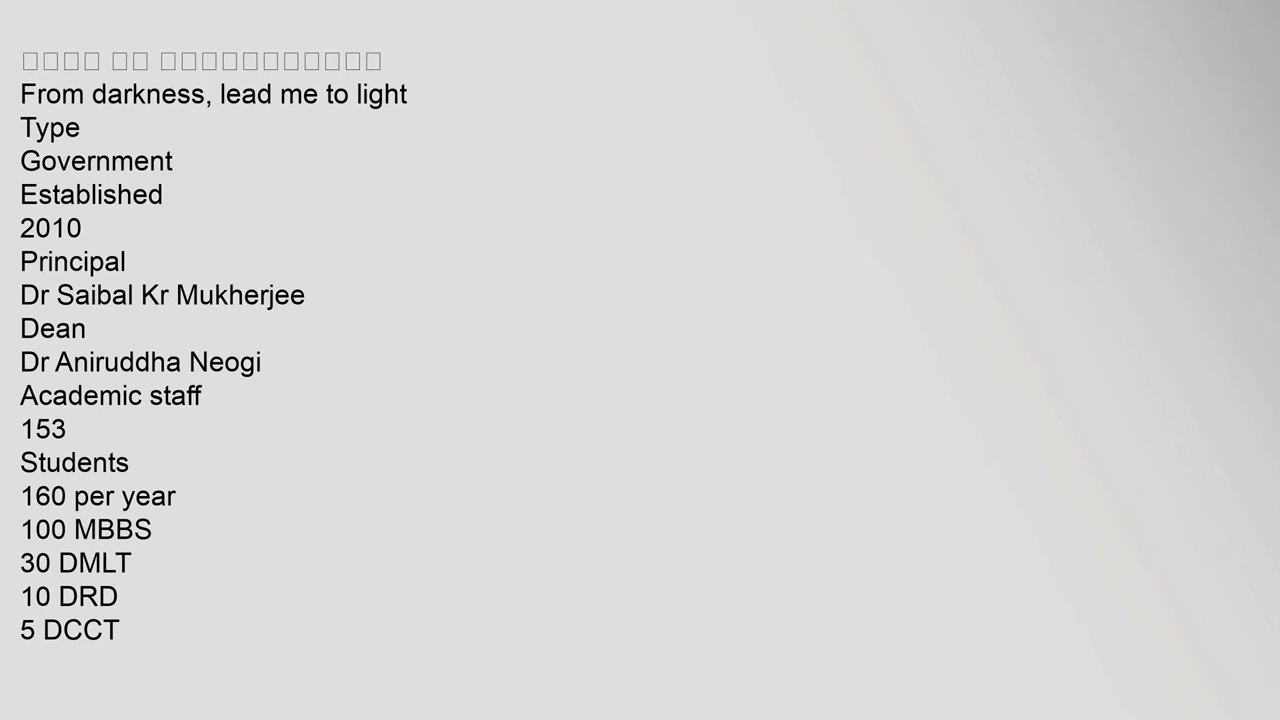 From darkness, lead me to light
Type
Government
Established
2010
Principal
Dr Saibal Kr Mukherjee
Dean
Dr Aniruddha Neogi
Academic staff
153
Students
160 per year
100 MBBS
30 DMLT
10 DRD
5 DCCT